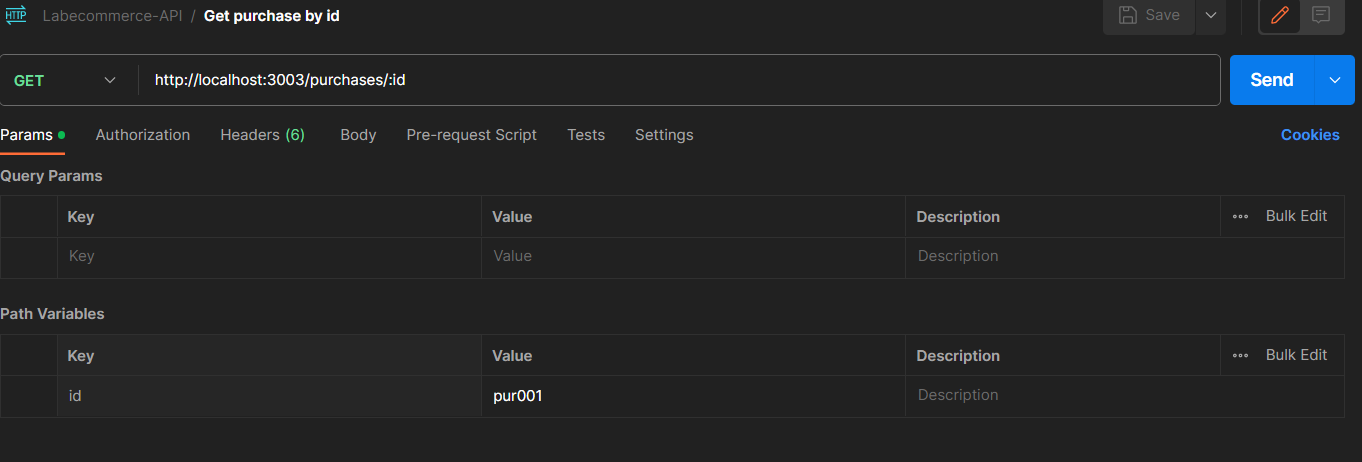 HTTP Labecommerce-API / Get purchase by id Save
GET http://localhost:3003/purchases/:id Send
Params Authorization Headers (6) Body Pre-request Script Tests Settings Cookies
Query Params
Key Value Description Bulk Edit
Key Value Description
Path Variables
Key Value Description Bulk Edit
id pur001 Description